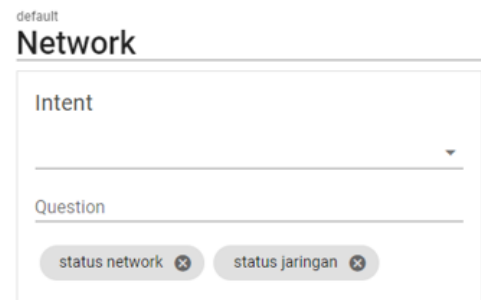 default
Network
Intent
Question
status network
status jaringan